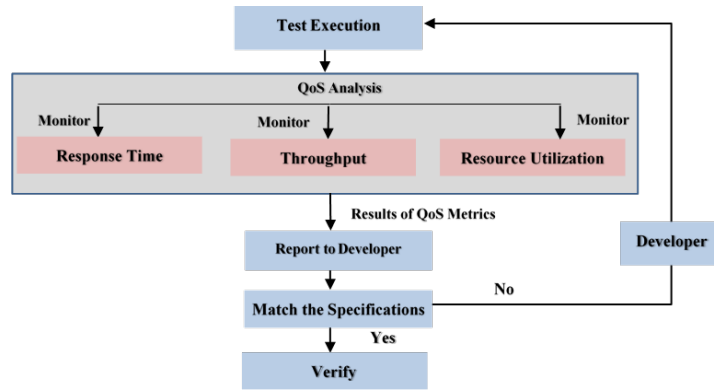 Test Execution
QoS Analysis
Monitor
Monitor
Monitor
Response Time
Throughput
Resource Utilization
Results of QoS Metrics
Report to Developer
Developer
Match the Specifications
No
Yes
Verify